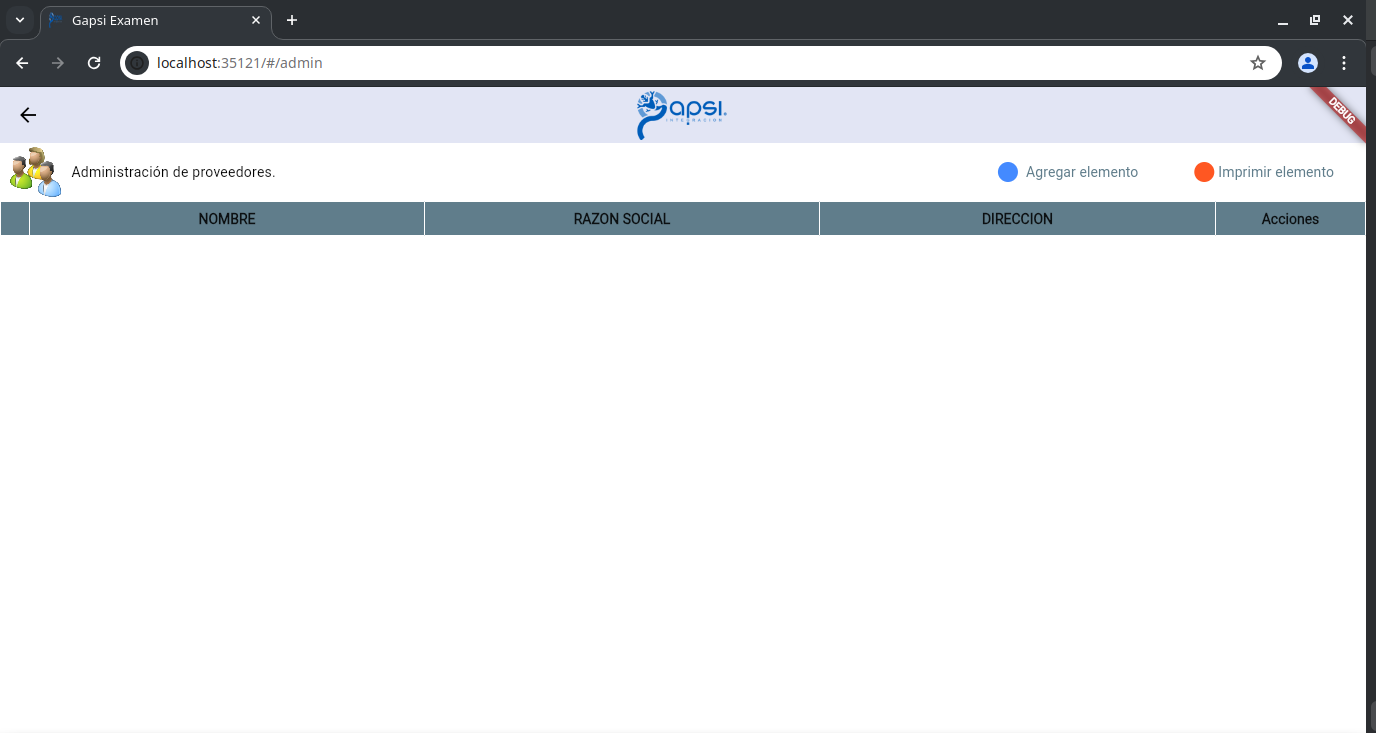 Gapsi Examen
localhost:35121/#/admin
apsi.
INTEGRACION
DEBUG
Administración de proveedores.
Agregar elemento
Imprimir elemento
NOMBRE
RAZON SOCIAL
DIRECCION
Acciones